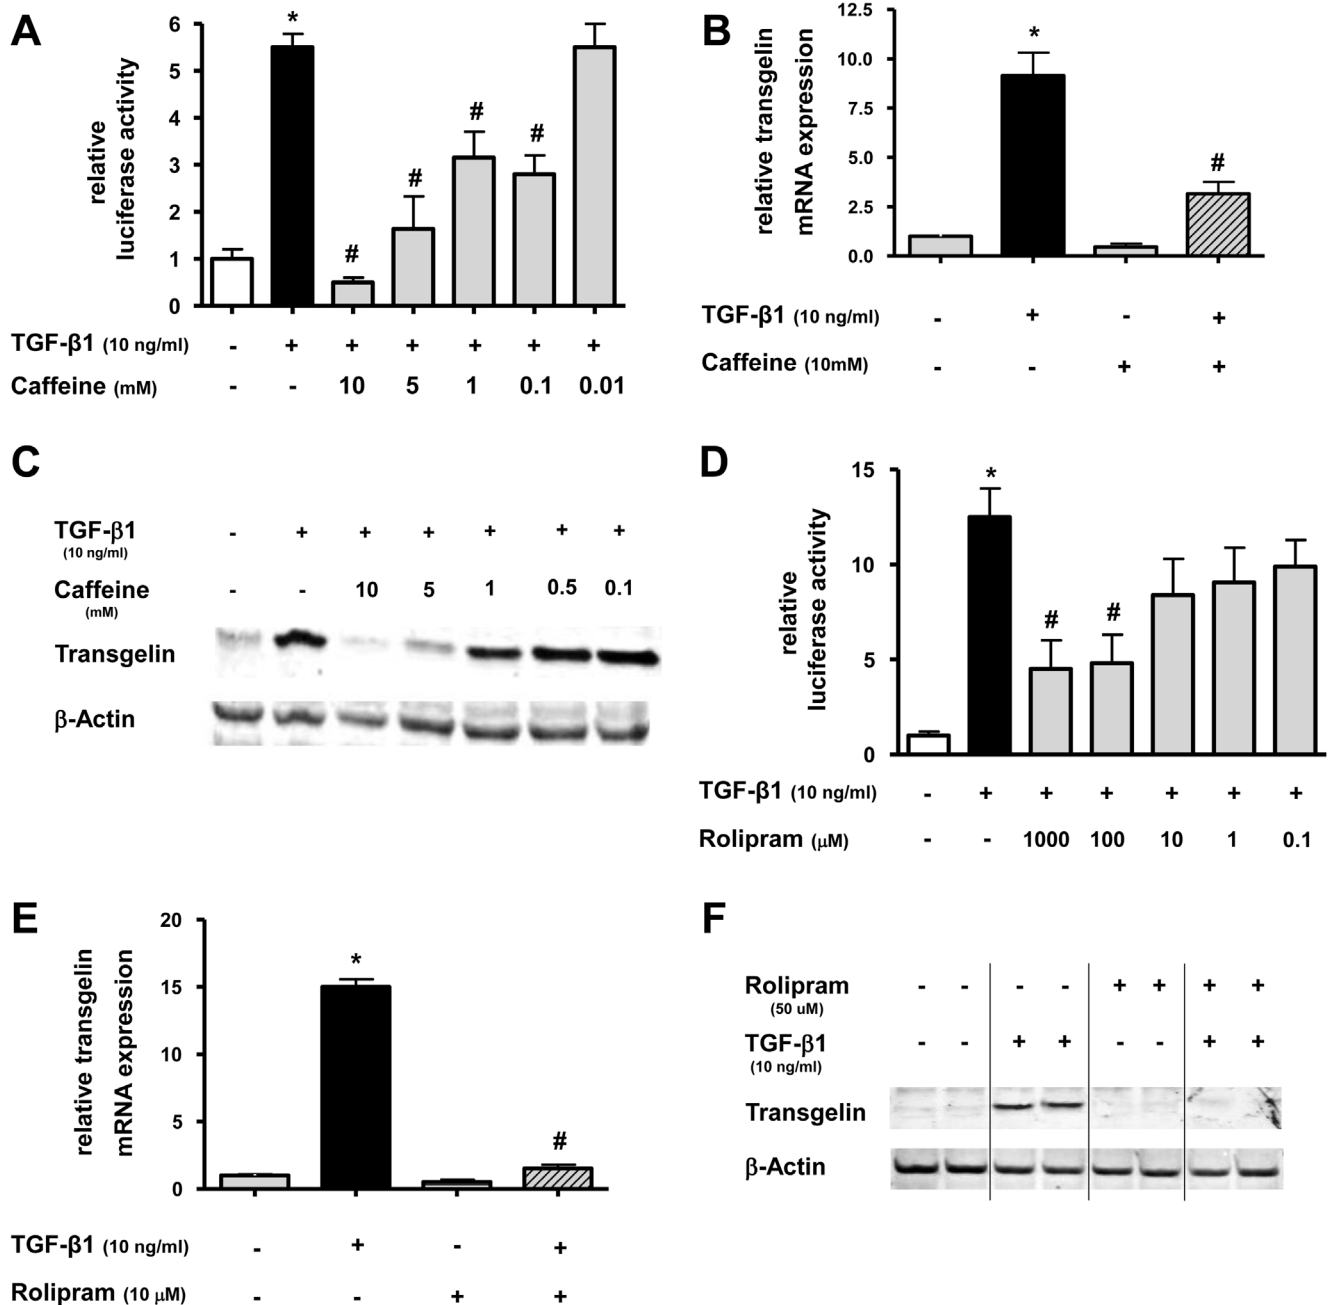 A
relative
luciferase activity
6
5
4
3
2
1
0
*
#
#
#
#
TGF-β1 (10 ng/ml) - + + + + + +
Caffeine (mM) - - 10 5 1 0.1 0.01
B
relative transgelin
mRNA expression
12.5
10.0
7.5
5.0
2.5
0.0
*
#
TGF-β1 (10 ng/ml) - + - +
Caffeine (10mM) - - + +
C
TGF-β1 - + + + + + +
(10 ng/ml)
Caffeine - - 10 5 1 0.5 0.1
(mM)
Transgelin
β-Actin
D
relative
luciferase activity
15
10
5
0
*
#
#
TGF-β1 (10 ng/ml) - + + + + + +
Rolipram (μM) - - 1000 100 10 1 0.1
E
relative transgelin
mRNA expression
20
15
10
5
0
*
#
TGF-β1 (10 ng/ml) - + - +
Rolipram (10 μM) - - + +
F
Rolipram - - - - + + + +
(50 uM)
TGF-β1 - - + + - - + +
(10 ng/ml)
Transgelin
β-Actin